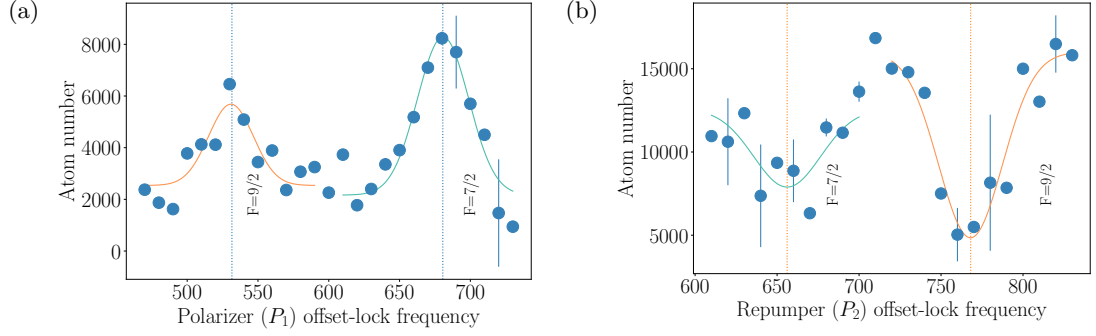 (a)
Atom number
8000
6000
4000
2000
0
F=9/2
F=7/2
500 550 600 650 700
Polarizer (P₁) offset-lock frequency
(b)
Atom number
15000
10000
5000
F=7/2
F=9/2
600 650 700 750 800
Repumper (P₂) offset-lock frequency